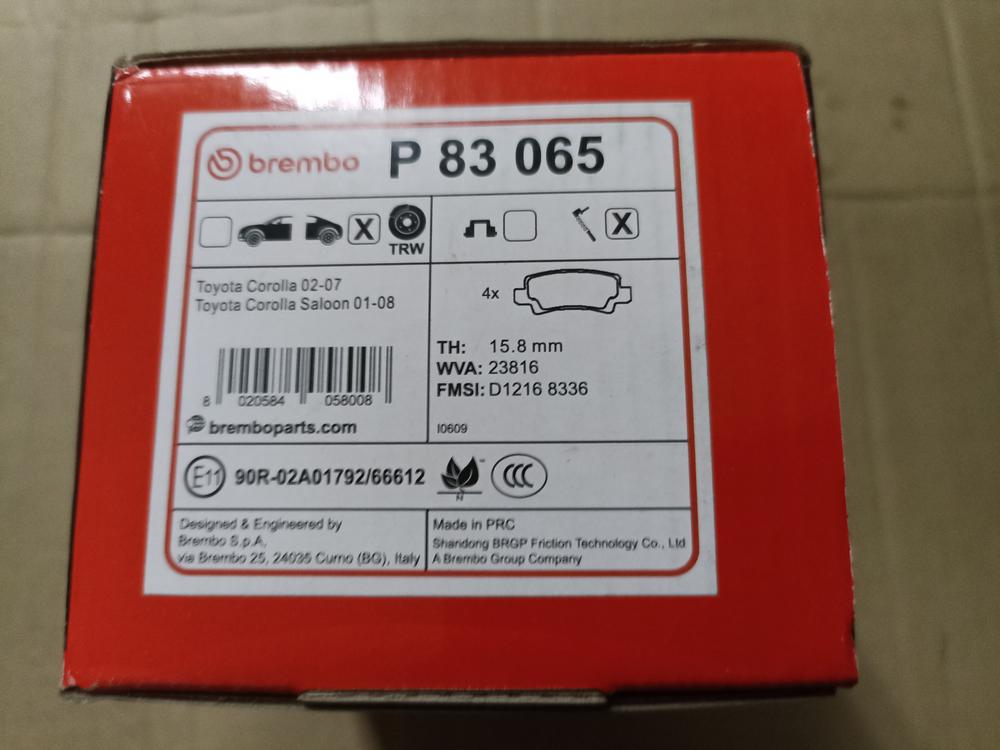 brembo P 83 065
X TRW X
Toyota Corolla 02-07
Toyota Corolla Saloon 01-08
4x
TH: 15.8 mm
WVA: 23816
FMSI: D1216 8336
8 020584 058008
bremboparts.com
I0609
E11 90R-02A01792/66612
N CCC
Designed & Engineered by
Brembo S.p.A.
via Brembo 25, 24035 Curno (BG), Italy
Made in PRC
Shandong BRGP Friction Technology Co., Ltd
A Brembo Group Company